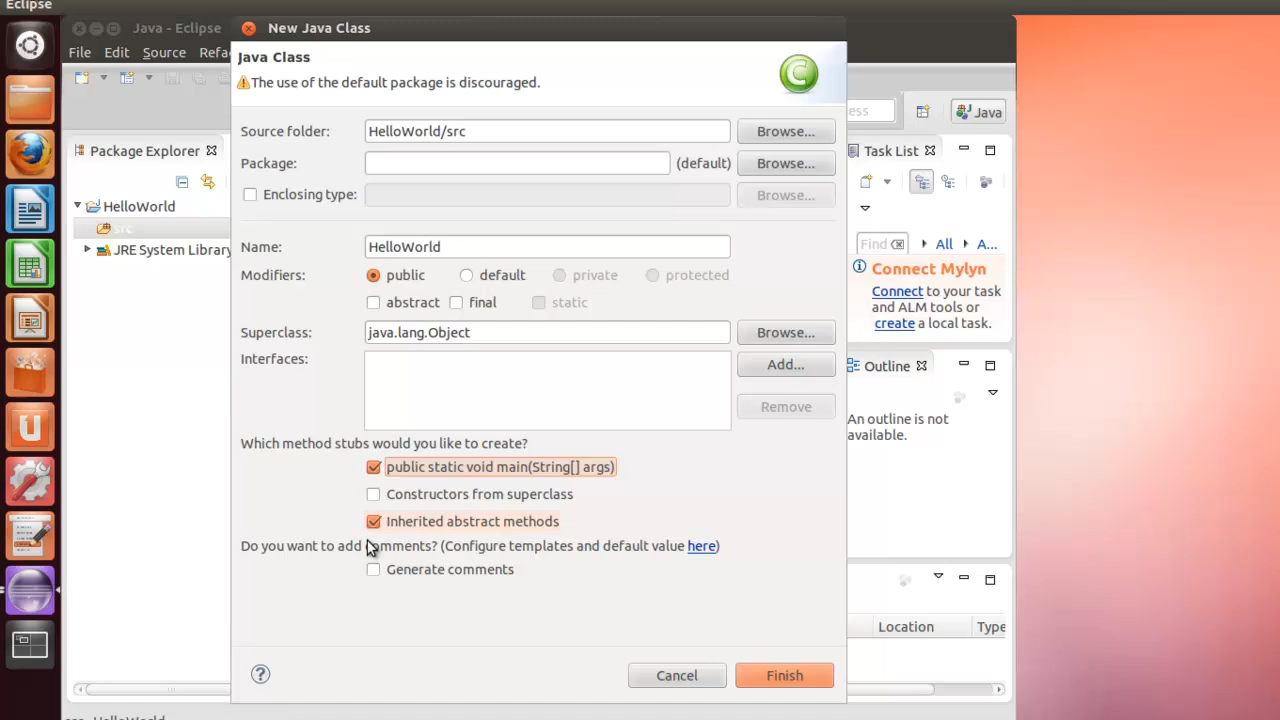 Eclipse
Java - Eclipse
New Java Class
File Edit Source Refa
Java Class
The use of the default package is discouraged.
ess
Java
Source folder: HelloWorld/src Browse...
Package Explorer
Task List
Package: (default) Browse...
Enclosing type: Browse...
HelloWorld
src
JRE System Library
Name: HelloWorld
Find All A...
Modifiers: public default private protected
Connect Mylyn
abstract final static
Connect to your task
and ALM tools or
create a local task.
Superclass: java.lang.Object Browse...
Interfaces: Add...
Outline
Remove
An outline is not
available.
Which method stubs would you like to create?
public static void main(String[] args)
Constructors from superclass
Inherited abstract methods
Do you want to add comments? (Configure templates and default value here)
Generate comments
Location Type
Cancel Finish